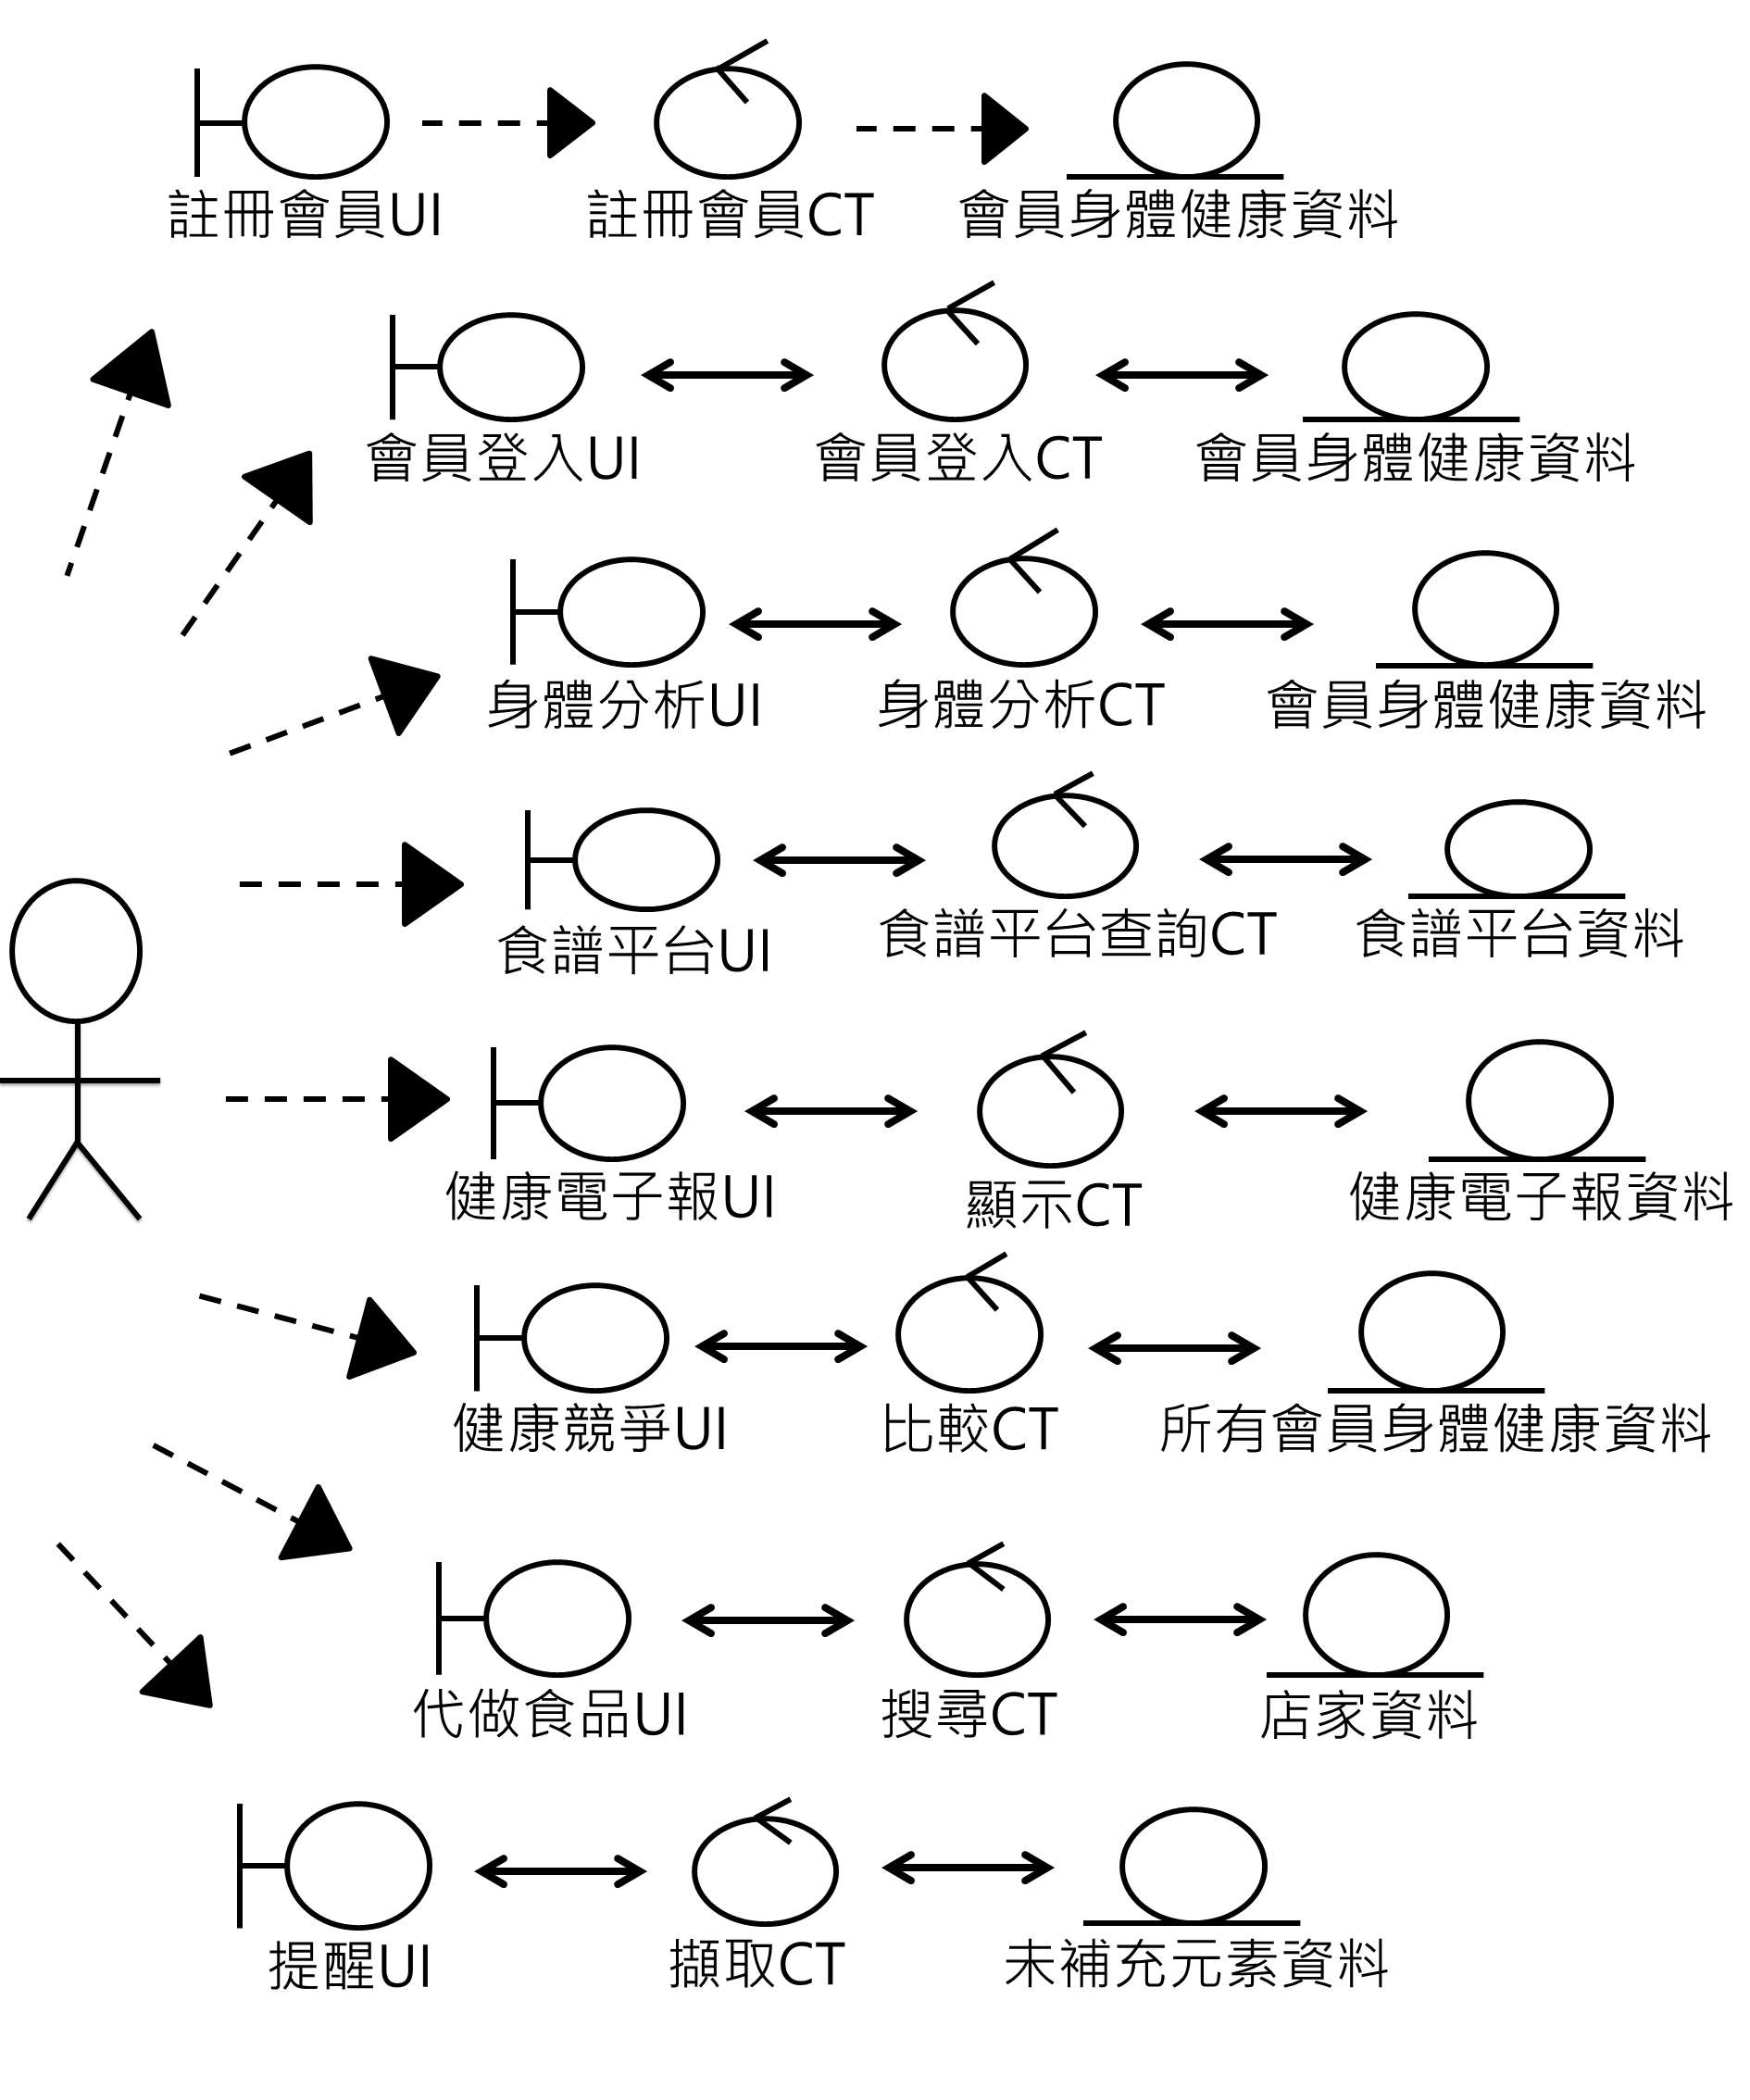 註冊會員UI 註冊會員CT 會員身體健康資料
會員登入UI 會員登入CT 會員身體健康資料
身體分析UI 身體分析CT 會員身體健康資料
食譜平台UI 食譜平台查詢CT 食譜平台資料
健康電子報UI 顯示CT 健康電子報資料
健康競爭UI 比較CT 所有會員身體健康資料
代做食品UI 搜尋CT 店家資料
提醒UI 擷取CT 未補充元素資料